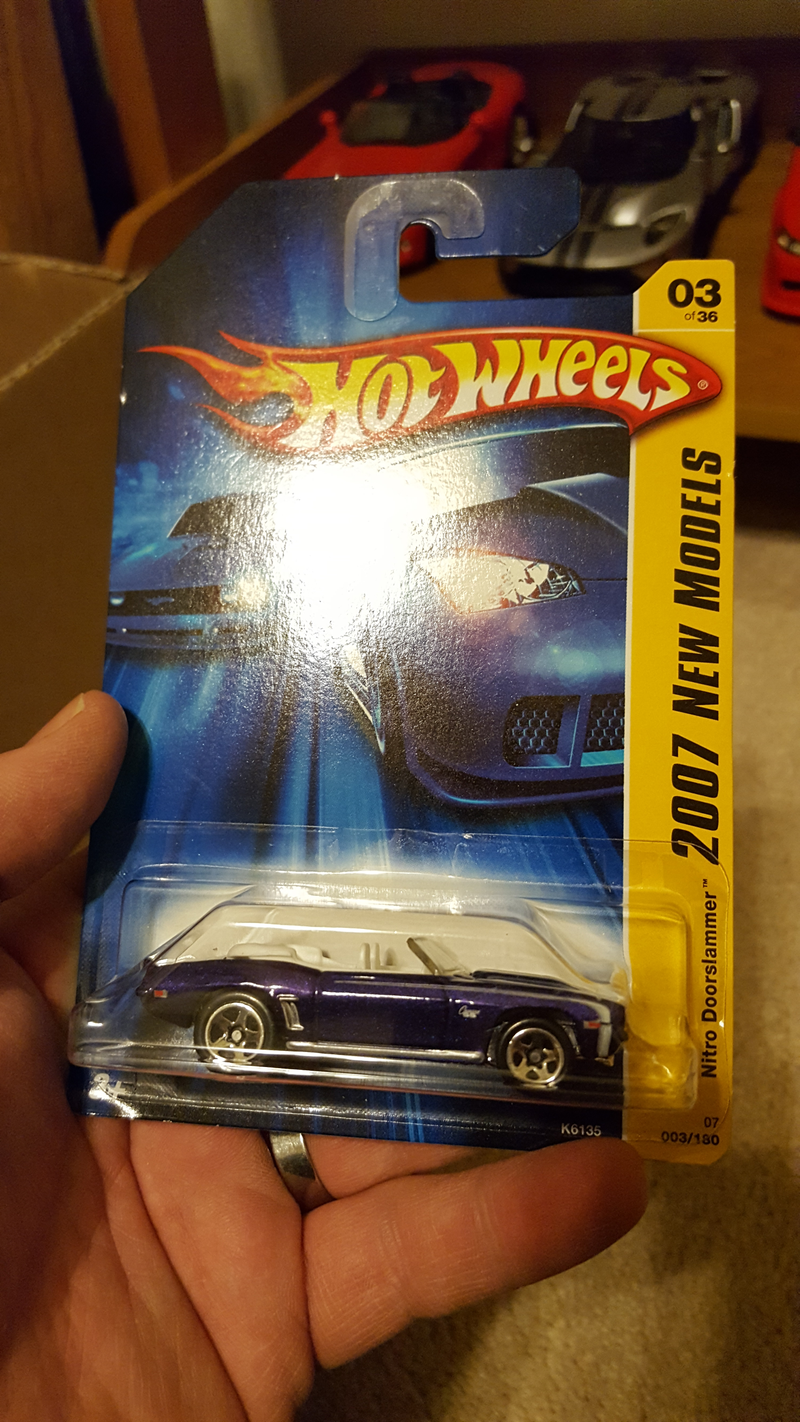 03
of 36
HOT WHEELS®
2007 NEW MODELS
Nitro Doorslammer™
K6135
07
003/180